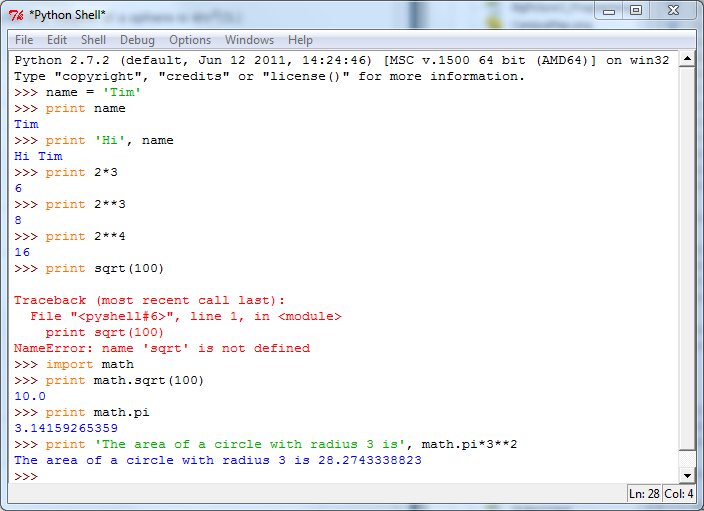 *Python Shell*
File Edit Shell Debug Options Windows Help
Python 2.7.2 (default, Jun 12 2011, 14:24:46) [MSC v.1500 64 bit (AMD64)] on win32
Type "copyright", "credits" or "license()" for more information.
>>> name = 'Tim'
>>> print name
Tim
>>> print 'Hi', name
Hi Tim
>>> print 2*3
6
>>> print 2**3
8
>>> print 2**4
16
>>> print sqrt(100)

Traceback (most recent call last):
  File "<pyshell#6>", line 1, in <module>
    print sqrt(100)
NameError: name 'sqrt' is not defined
>>> import math
>>> print math.sqrt(100)
10.0
>>> print math.pi
3.14159265359
>>> print 'The area of a circle with radius 3 is', math.pi*3**2
The area of a circle with radius 3 is 28.2743338823
>>>
Ln: 28 Col: 4